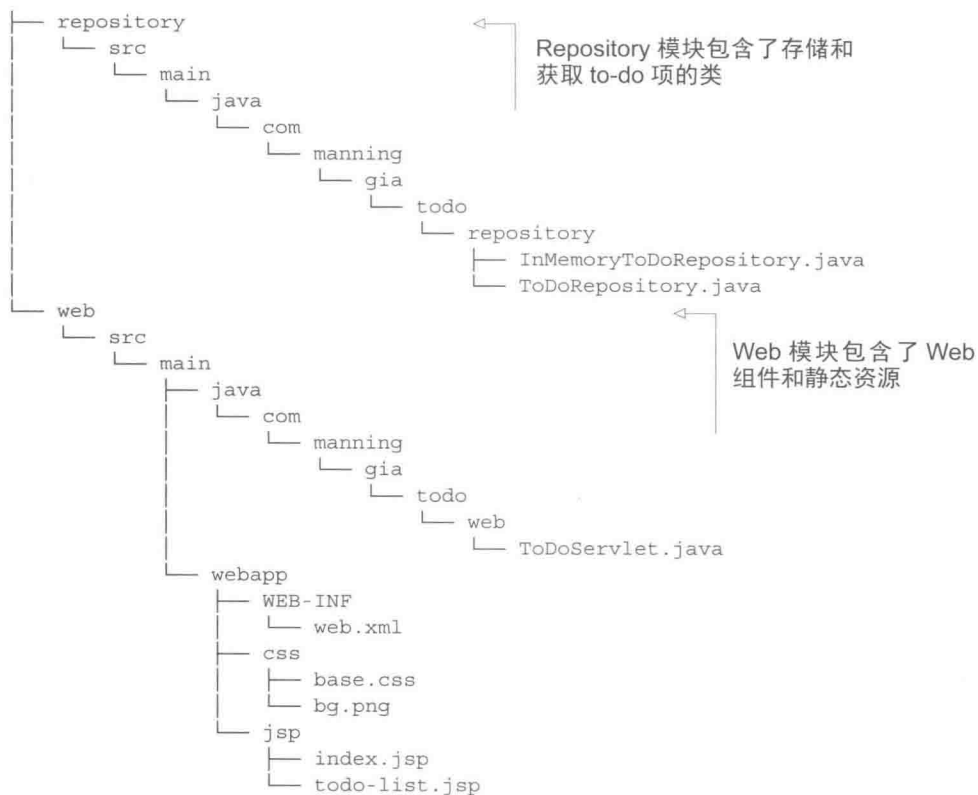 ├── repository
└── src
└── main
└── java
└── com
└── manning
└── gia
└── todo
└── repository
├── InMemoryToDoRepository.java
└── ToDoRepository.java
Repository 模块包含了存储和
获取 to-do 项的类
└── web
└── src
└── main
├── java
└── com
└── manning
└── gia
└── todo
└── web
└── ToDoServlet.java
Web 模块包含了 Web
组件和静态资源
└── webapp
├── WEB-INF
└── web.xml
├── css
├── base.css
└── bg.png
└── jsp
├── index.jsp
└── todo-list.jsp